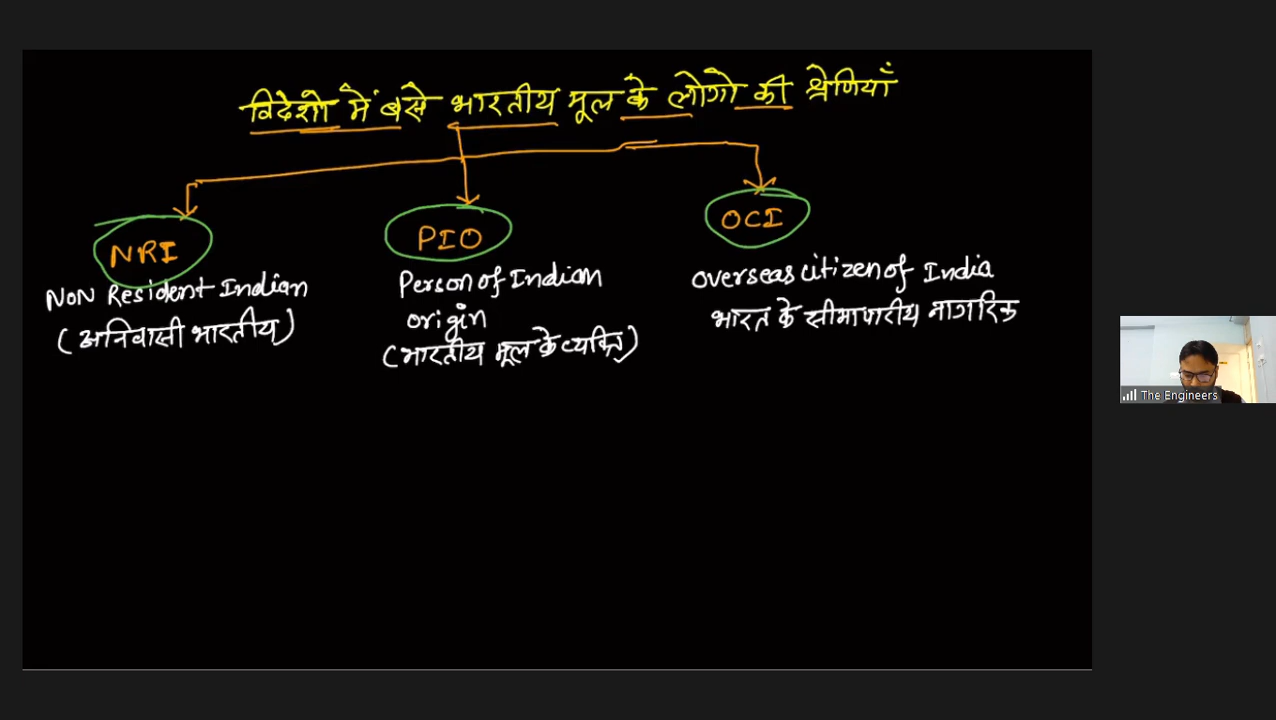 विदेशो में बसे भारतीय मूल के लोगो की श्रेणियाँ
NRI
PIO
OCI
NON Resident Indian
(अनिवासी भारतीय)
Person of Indian
origin
(भारतीय मूल के व्यक्ति)
Overseas citizen of India
भारत के सीमापारीय नागरिक
The Engineers